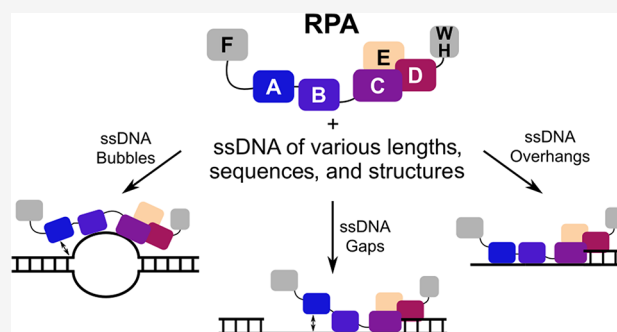 RPA
F
A
B
C
E
D
W
H
+
ssDNA of various lengths,
sequences, and structures
ssDNA
Bubbles
ssDNA
Gaps
ssDNA
Overhangs